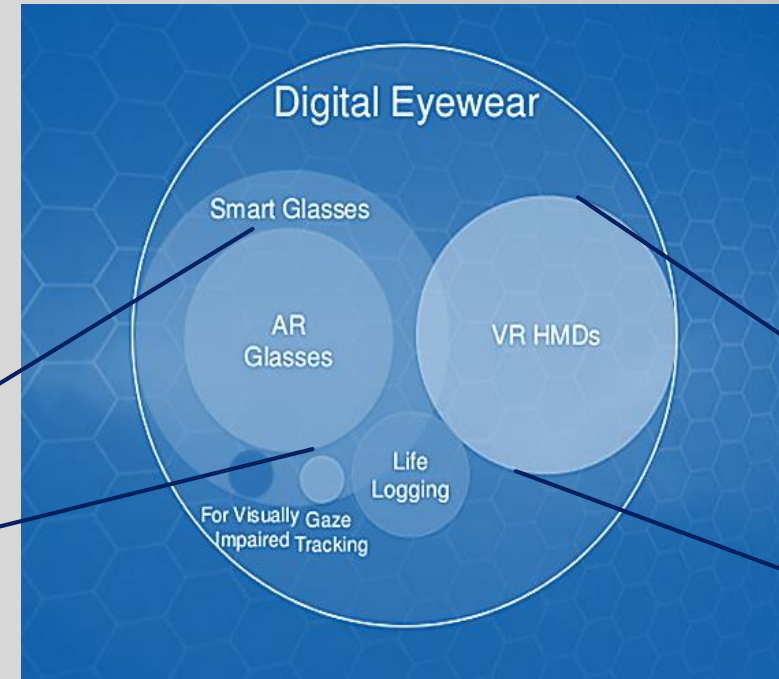 Digital Eyewear
Smart Glasses
AR
Glasses
VR HMDs
Life
Logging
For Visually
Impaired
Gaze
Tracking